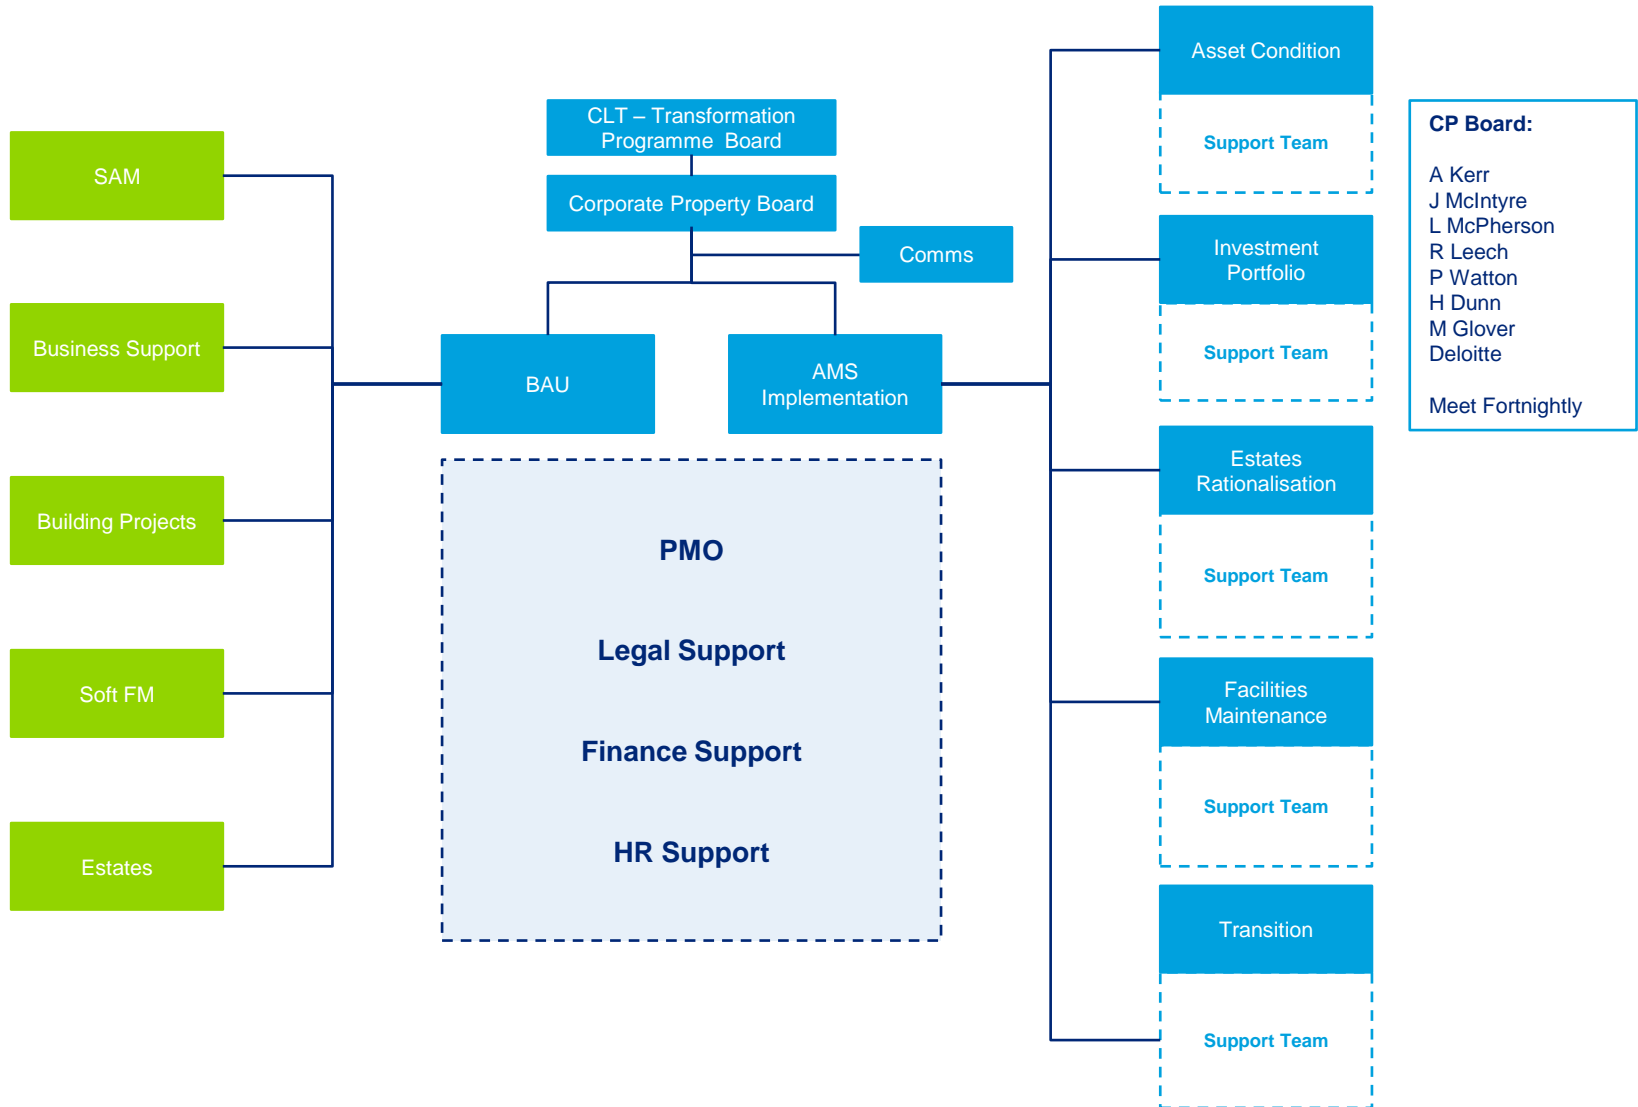 SAM
Business Support
Building Projects
Soft FM
Estates
CLT – Transformation
Programme Board
Corporate Property Board
Comms
BAU
AMS
Implementation
PMO
Legal Support
Finance Support
HR Support
Asset Condition
Support Team
Investment
Portfolio
Support Team
Estates
Rationalisation
Support Team
Facilities
Maintenance
Support Team
Transition
Support Team
CP Board:
A Kerr
J McIntyre
L McPherson
R Leech
P Watton
H Dunn
M Glover
Deloitte
Meet Fortnightly